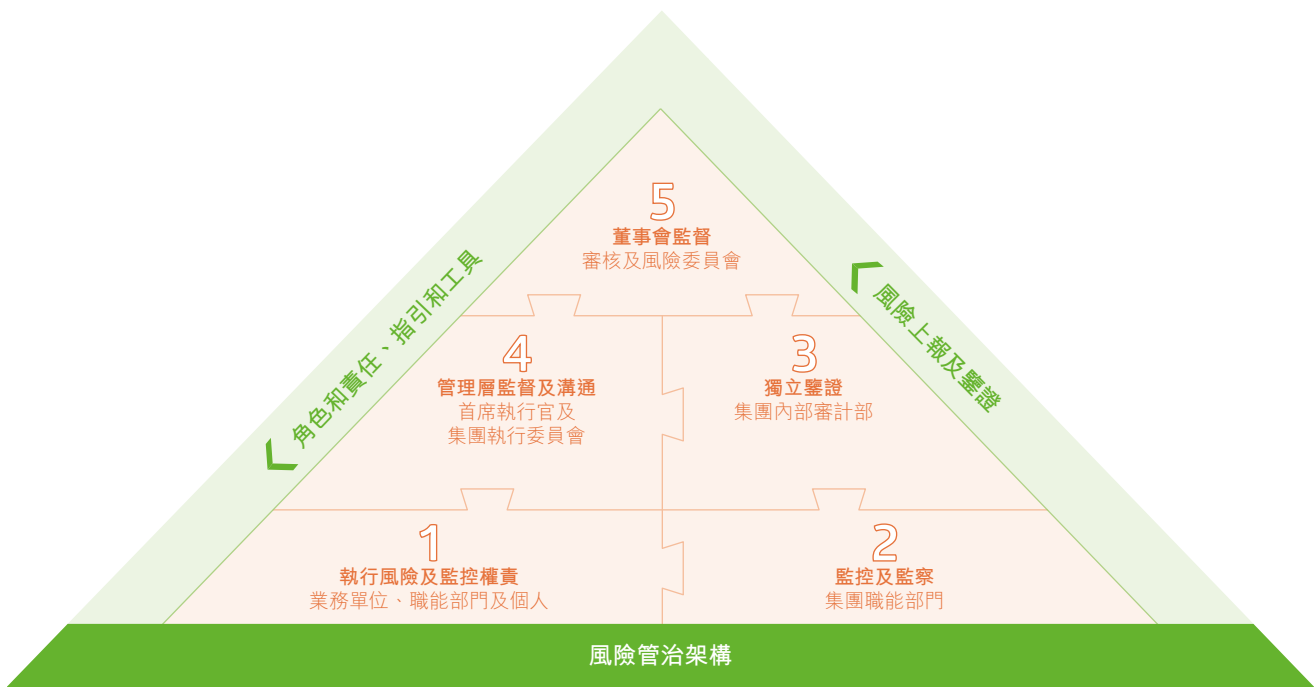 5
董事會監督
審核及風險委員會
角色和責任、指引和工具
風險上報及鑒證
4
管理層監督及溝通
首席執行官及
集團執行委員會
3
獨立鑒證
集團內部審計部
1
執行風險及監控權責
業務單位、職能部門及個人
2
監控及監察
集團職能部門
風險管治架構